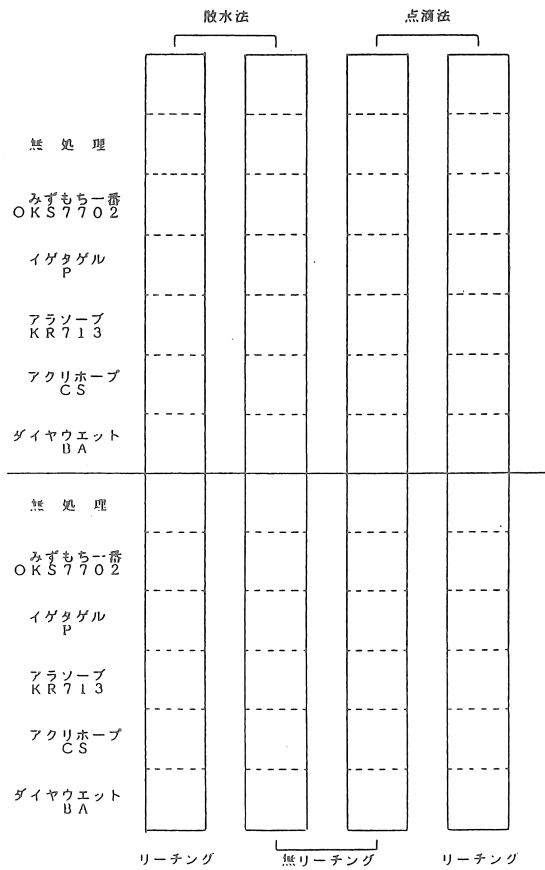 散水法 点滴法
無処理
みずもち一番
OKS7702
イゲタゲル
P
アラソーブ
KR713
アクリホープ
CS
ダイヤウエット
BA
無処理
みずもち一番
OKS7702
イゲタゲル
P
アラソーブ
KR713
アクリホープ
CS
ダイヤウエット
BA
リーチング 無リーチング リーチング